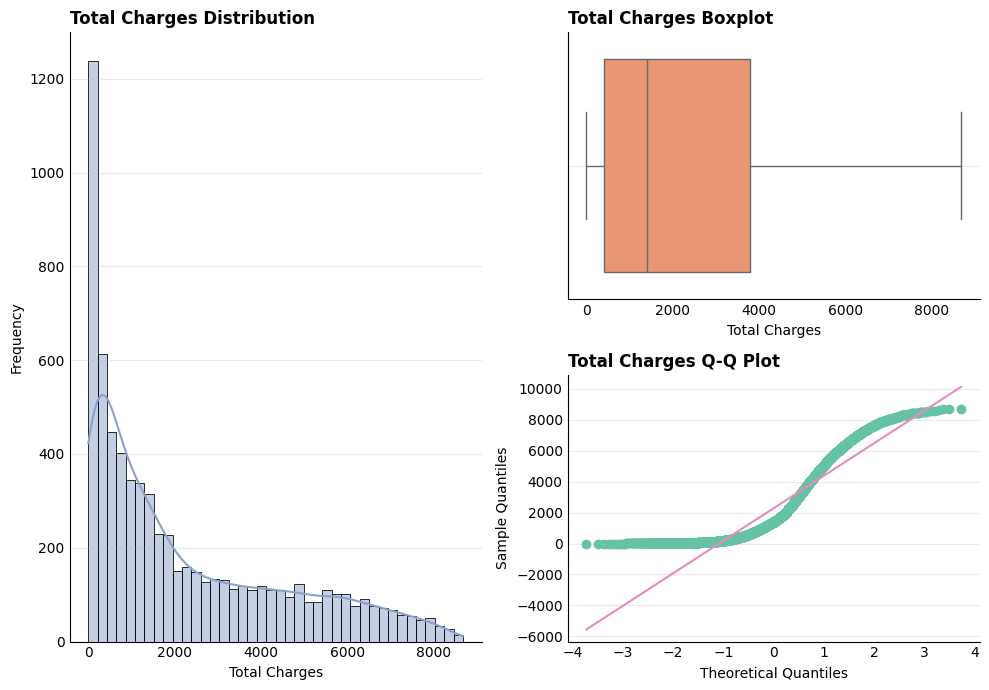 Total Charges Distribution
1200
1000
800
600
400
200
0
Frequency
0 2000 4000 6000 8000
Total Charges
Total Charges Boxplot
0 2000 4000 6000 8000
Total Charges
Total Charges Q-Q Plot
10000
8000
6000
4000
2000
0
−2000
−4000
−6000
Sample Quantiles
−4 −3 −2 −1 0 1 2 3 4
Theoretical Quantiles